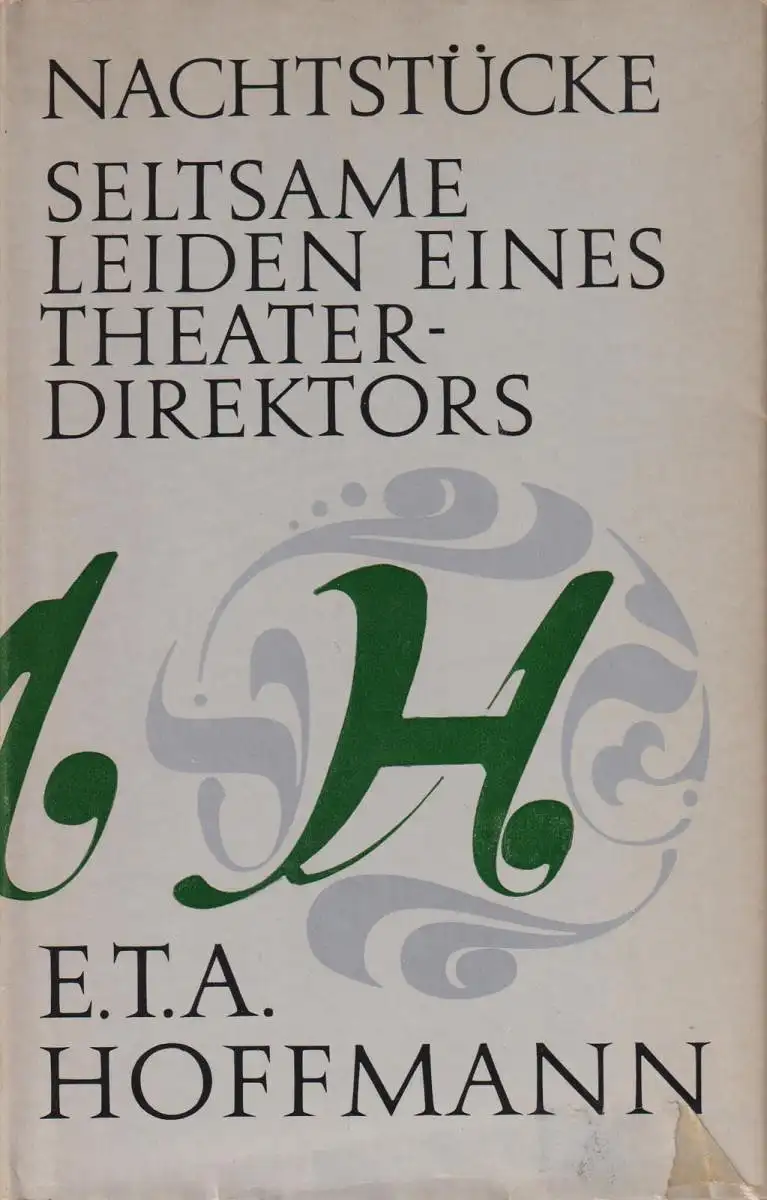 NACHTSTÜCKE
SELTSAME
LEIDEN EINES
THEATER-
DIREKTORS
H
E.T.A.
HOFFMANN